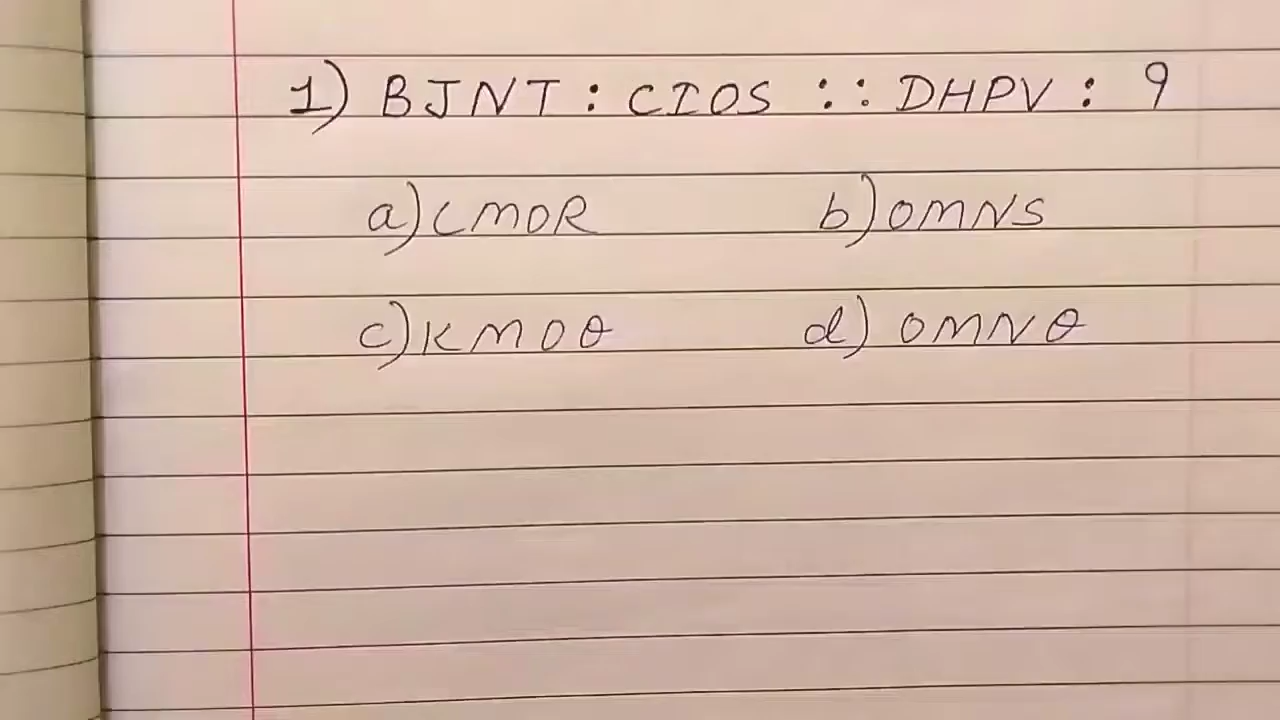 1) BJNT : CIOS :: DHPV : ?
a) CMOR b) OMNS
c) KMOQ d) OMNQ